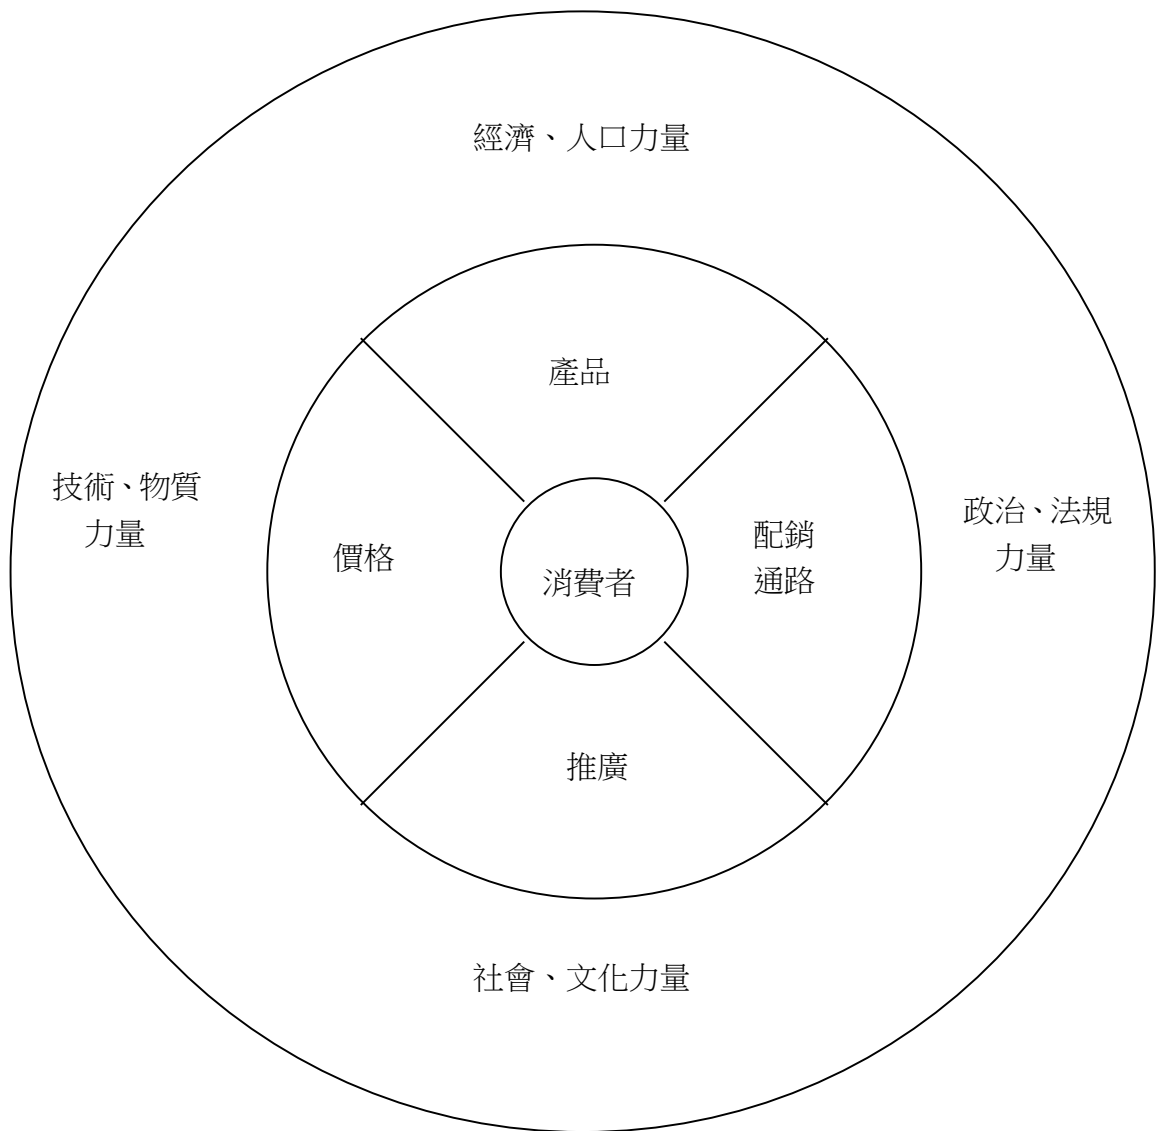 經濟、人口力量
產品
技術、物質
力量
價格
消費者
配銷
通路
政治、法規
力量
推廣
社會、文化力量